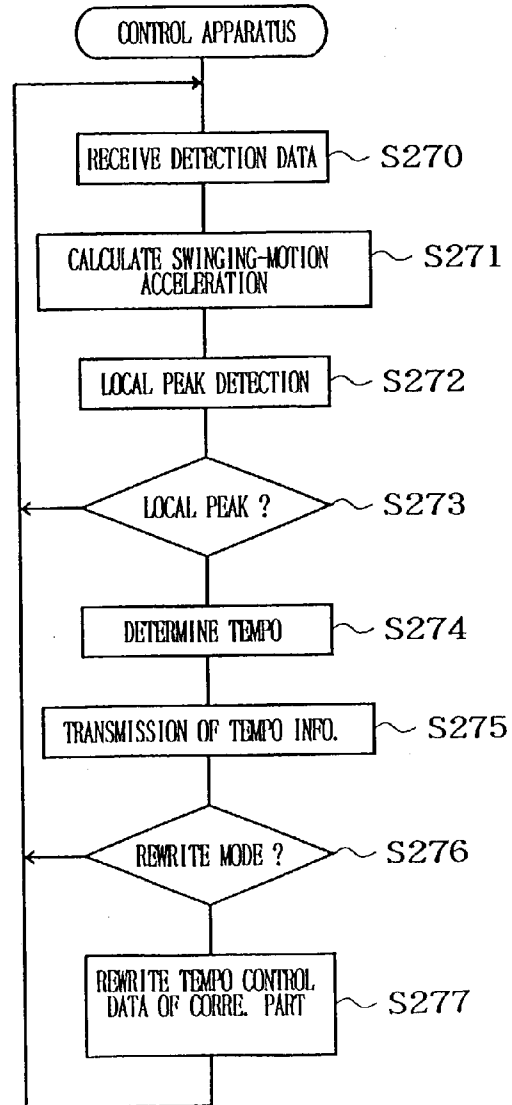 CONTROL APPARATUS
RECEIVE DETECTION DATA
S270
CALCULATE SWINGING-MOTION
ACCELERATION
S271
LOCAL PEAK DETECTION
S272
LOCAL PEAK ?
S273
DETERMINE TEMPO
S274
TRANSMISSION OF TEMPO INFO.
S275
REWRITE MODE ?
S276
REWRITE TEMPO CONTROL
DATA OF CORRE. PART
S277